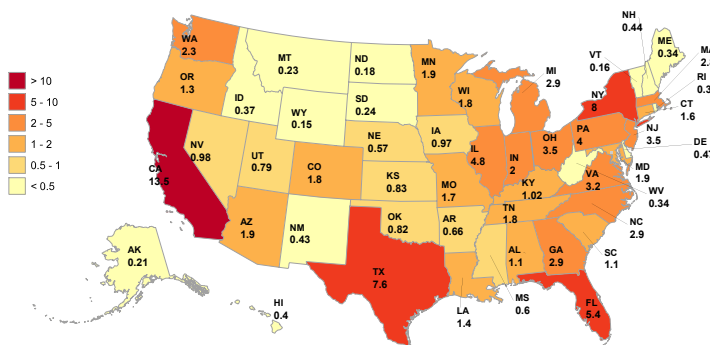 NH
0.44
WA
2.3
MT
0.23
ND
0.18
MN
1.9
VT
0.16
ME
0.34
OR
1.3
ID
0.37
WY
0.15
SD
0.24
WI
1.8
MI
2.9
NY
8
RI
CT
1.6
> 10
5 - 10
2 - 5
1 - 2
0.5 - 1
< 0.5
NV
0.98
UT
0.79
CO
1.8
NE
0.57
IA
0.97
IL
4.8
IN
2
OH
3.5
PA
4
NJ
3.5
DE
CA
13.5
KS
0.83
MO
1.7
KY
1.02
VA
3.2
MD
1.9
WV
0.34
AZ
1.9
NM
0.43
OK
0.82
AR
0.66
TN
1.8
NC
2.9
SC
1.1
AK
0.21
HI
0.4
TX
7.6
LA
1.4
MS
0.6
AL
1.1
GA
2.9
FL
5.4